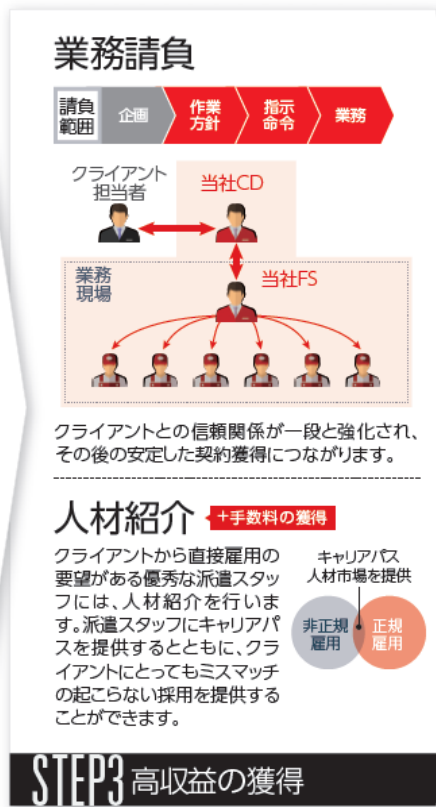 業務請負
請負範囲
企画
作業方針
指示命令
業務
クライアント
担当者
当社CD
業務
現場
当社FS
クライアントとの信頼関係が一段と強化され、
その後の安定した契約獲得につながります。
人材紹介 +手数料の獲得
クライアントから直接雇用の
要望がある優秀な派遣スタッ
フには、人材紹介を行いま
す。派遣スタッフにキャリアパ
スを提供するとともに、クラ
イアントにとってもミスマッチ
の起こらない採用を提供する
ことができます。
キャリアパス
人材市場を提供
非正規
雇用
正規
雇用
STEP3 高収益の獲得